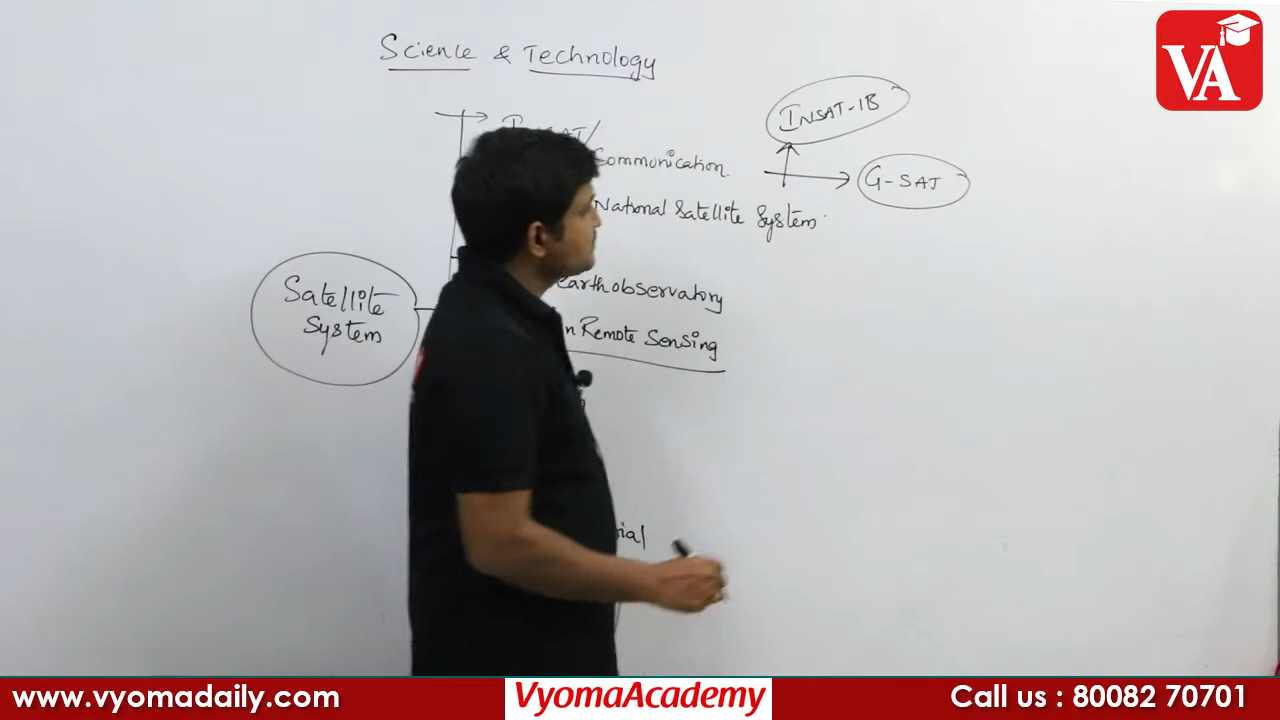 Science & Technology
VA
INSAT-1B
Communication
G-SAT
National Satellite System
earth observatory
Satellite
System
Remote Sensing
www.vyomadaily.com
VyomaAcademy
Call us : 80082 70701